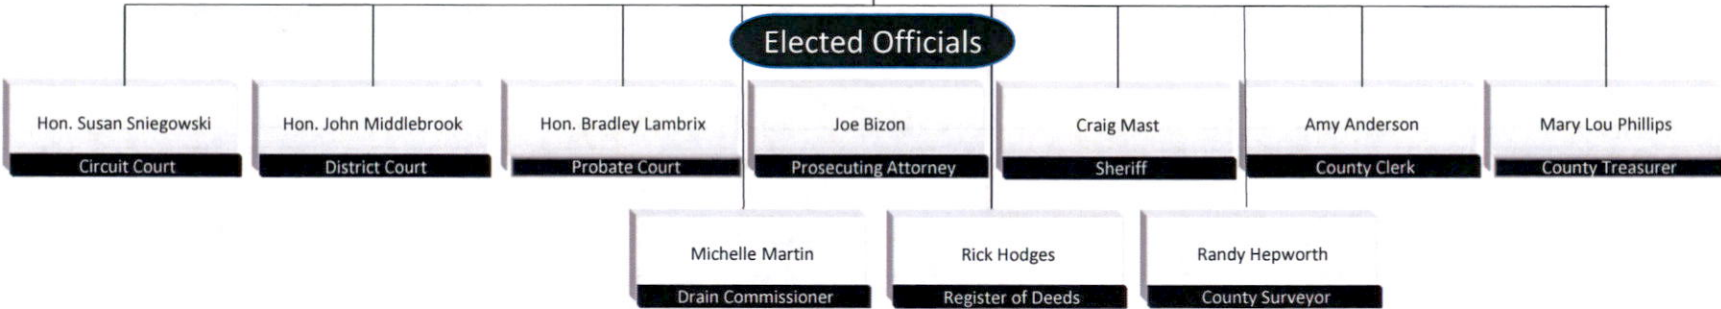 Elected Officials
Hon. Susan Sniegowski
Circuit Court
Hon. John Middlebrook
District Court
Hon. Bradley Lambrix
Probate Court
Joe Bizon
Prosecuting Attorney
Craig Mast
Sheriff
Amy Anderson
County Clerk
Mary Lou Phillips
County Treasurer
Michelle Martin
Drain Commissioner
Rick Hodges
Register of Deeds
Randy Hepworth
County Surveyor